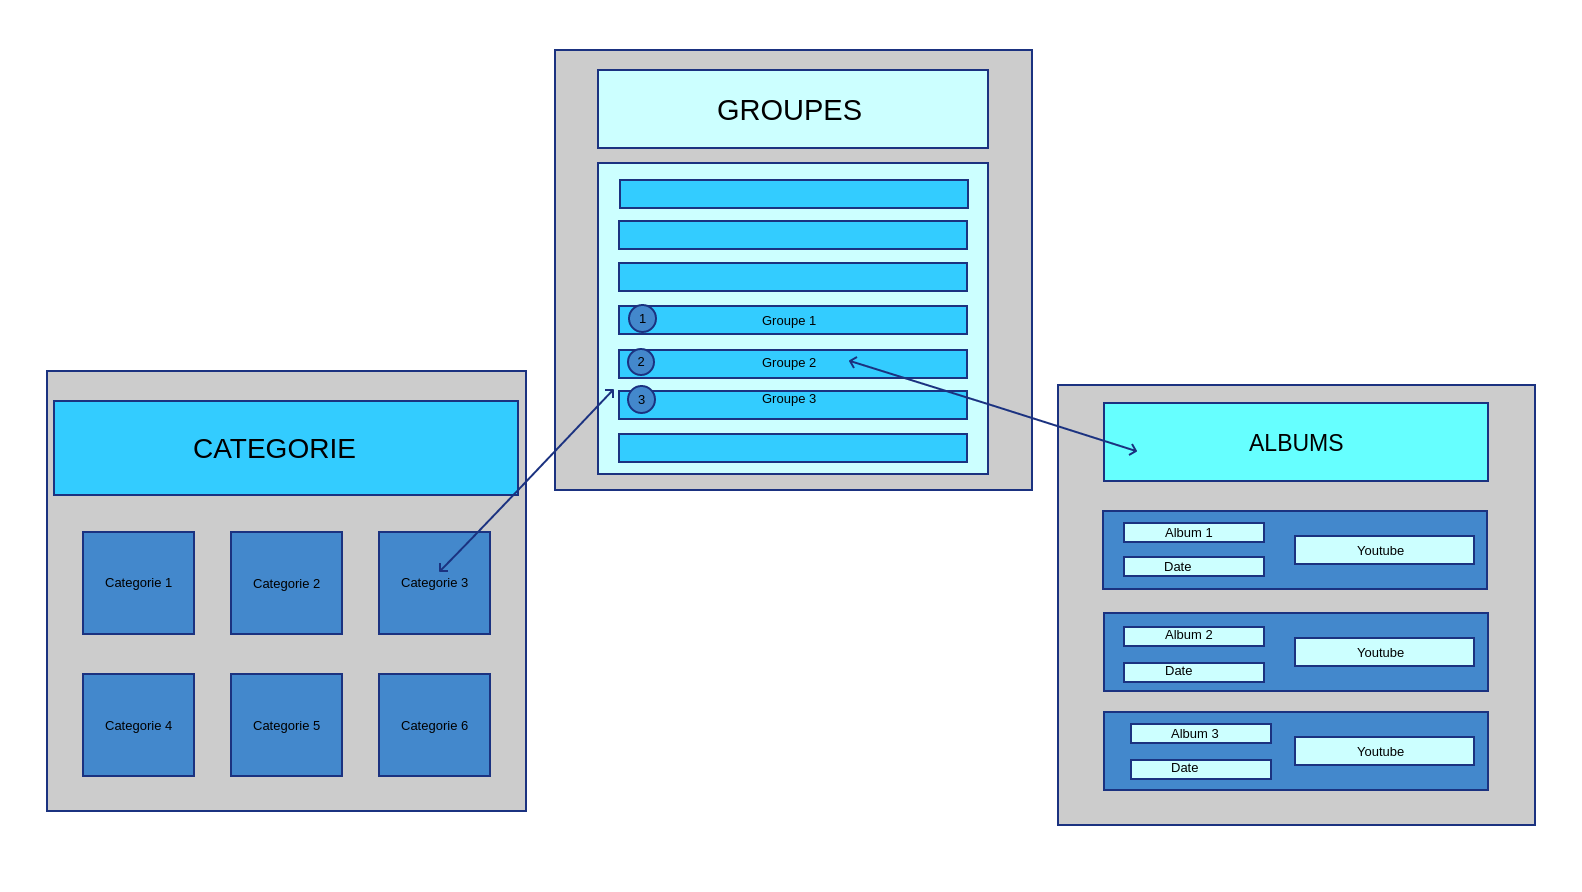 GROUPES
1
Groupe 1
2
Groupe 2
3
Groupe 3
CATEGORIE
Categorie 1
Categorie 2
Categorie 3
Categorie 4
Categorie 5
Categorie 6
ALBUMS
Album 1
Date
Youtube
Album 2
Date
Youtube
Album 3
Date
Youtube